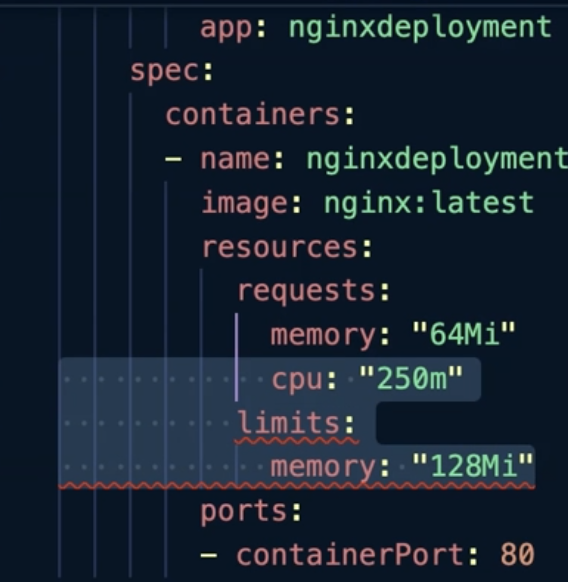 app: nginxdeployment
spec:
containers:
- name: nginxdeployment
image: nginx:latest
resources:
requests:
memory: "64Mi"
cpu: "250m"
limits:
memory: "128Mi"
ports:
- containerPort: 80